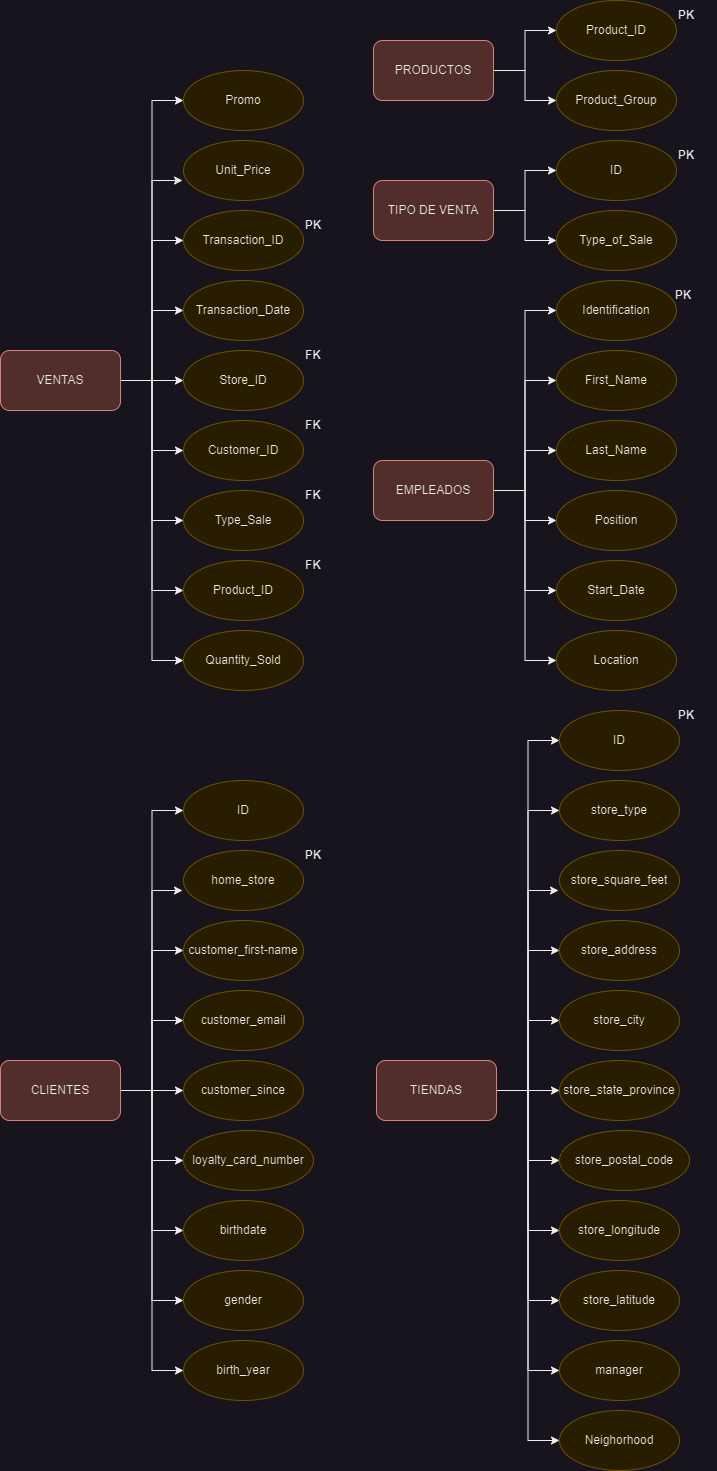 VENTAS
Promo
Unit_Price
Transaction_ID
PK
Transaction_Date
Store_ID
FK
Customer_ID
FK
Type_Sale
FK
Product_ID
FK
Quantity_Sold
PRODUCTOS
Product_ID
PK
Product_Group
TIPO DE VENTA
ID
PK
Type_of_Sale
EMPLEADOS
Identification
PK
First_Name
Last_Name
Position
Start_Date
Location
CLIENTES
ID
home_store
PK
customer_first-name
customer_email
customer_since
loyalty_card_number
birthdate
gender
birth_year
TIENDAS
ID
PK
store_type
store_square_feet
store_address
store_city
store_state_province
store_postal_code
store_longitude
store_latitude
manager
Neighorhood